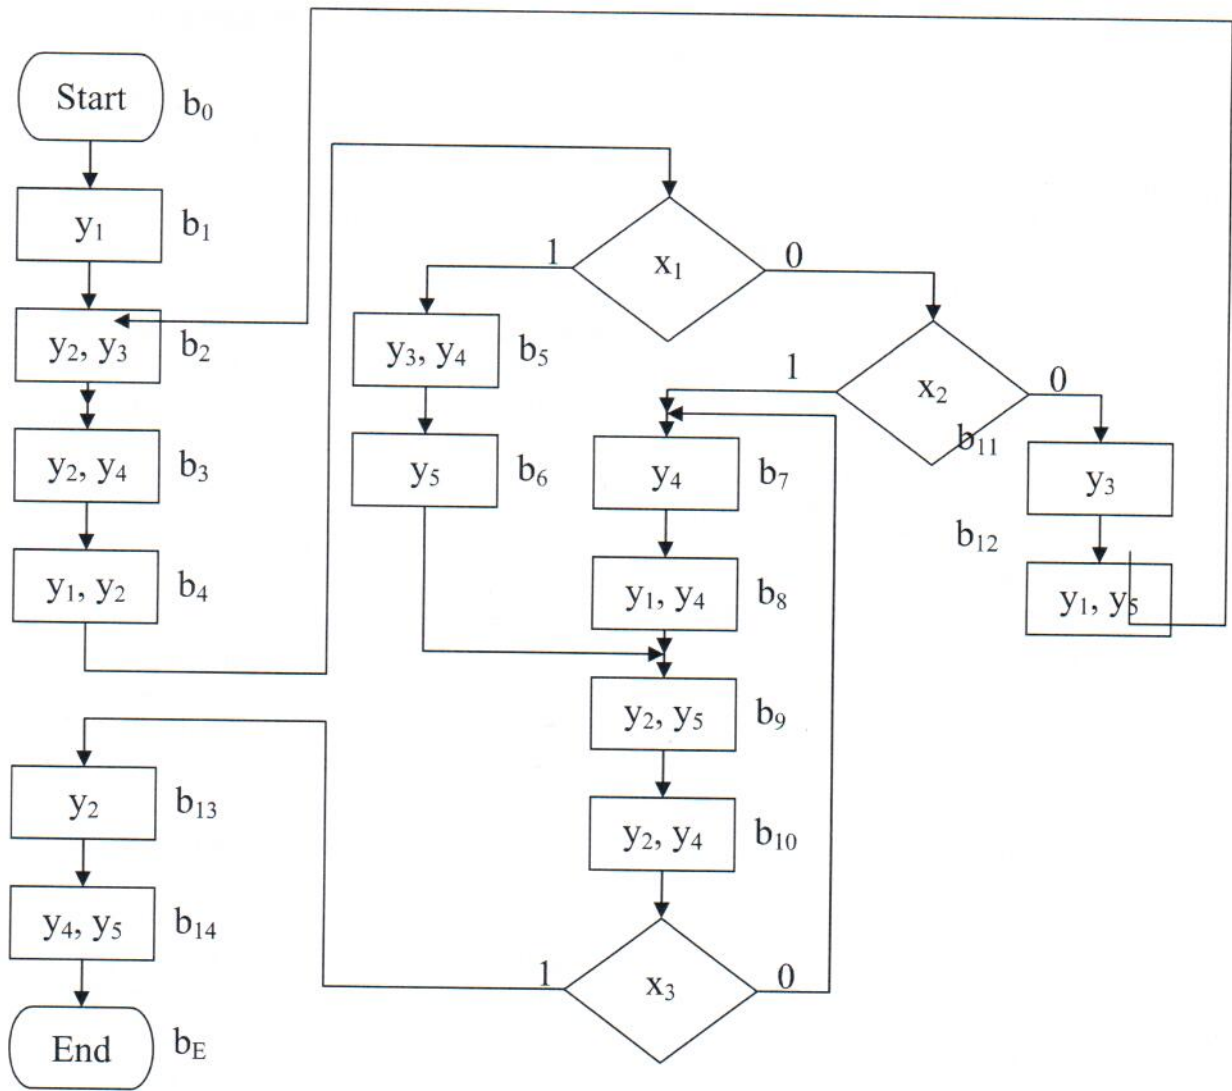 Start b₀
y₁ b₁
y₂, y₃ b₂
y₂, y₄ b₃
y₁, y₂ b₄
x₁
1
0
y₃, y₄ b₅
y₅ b₆
x₂
1
0
y₄ b₇
y₁, y₄ b₈
y₂, y₅ b₉
y₂, y₄ b₁₀
b₁₁
y₃
b₁₂
y₁, y₅
x₃
1
0
y₂ b₁₃
y₄, y₅ b₁₄
End b_E